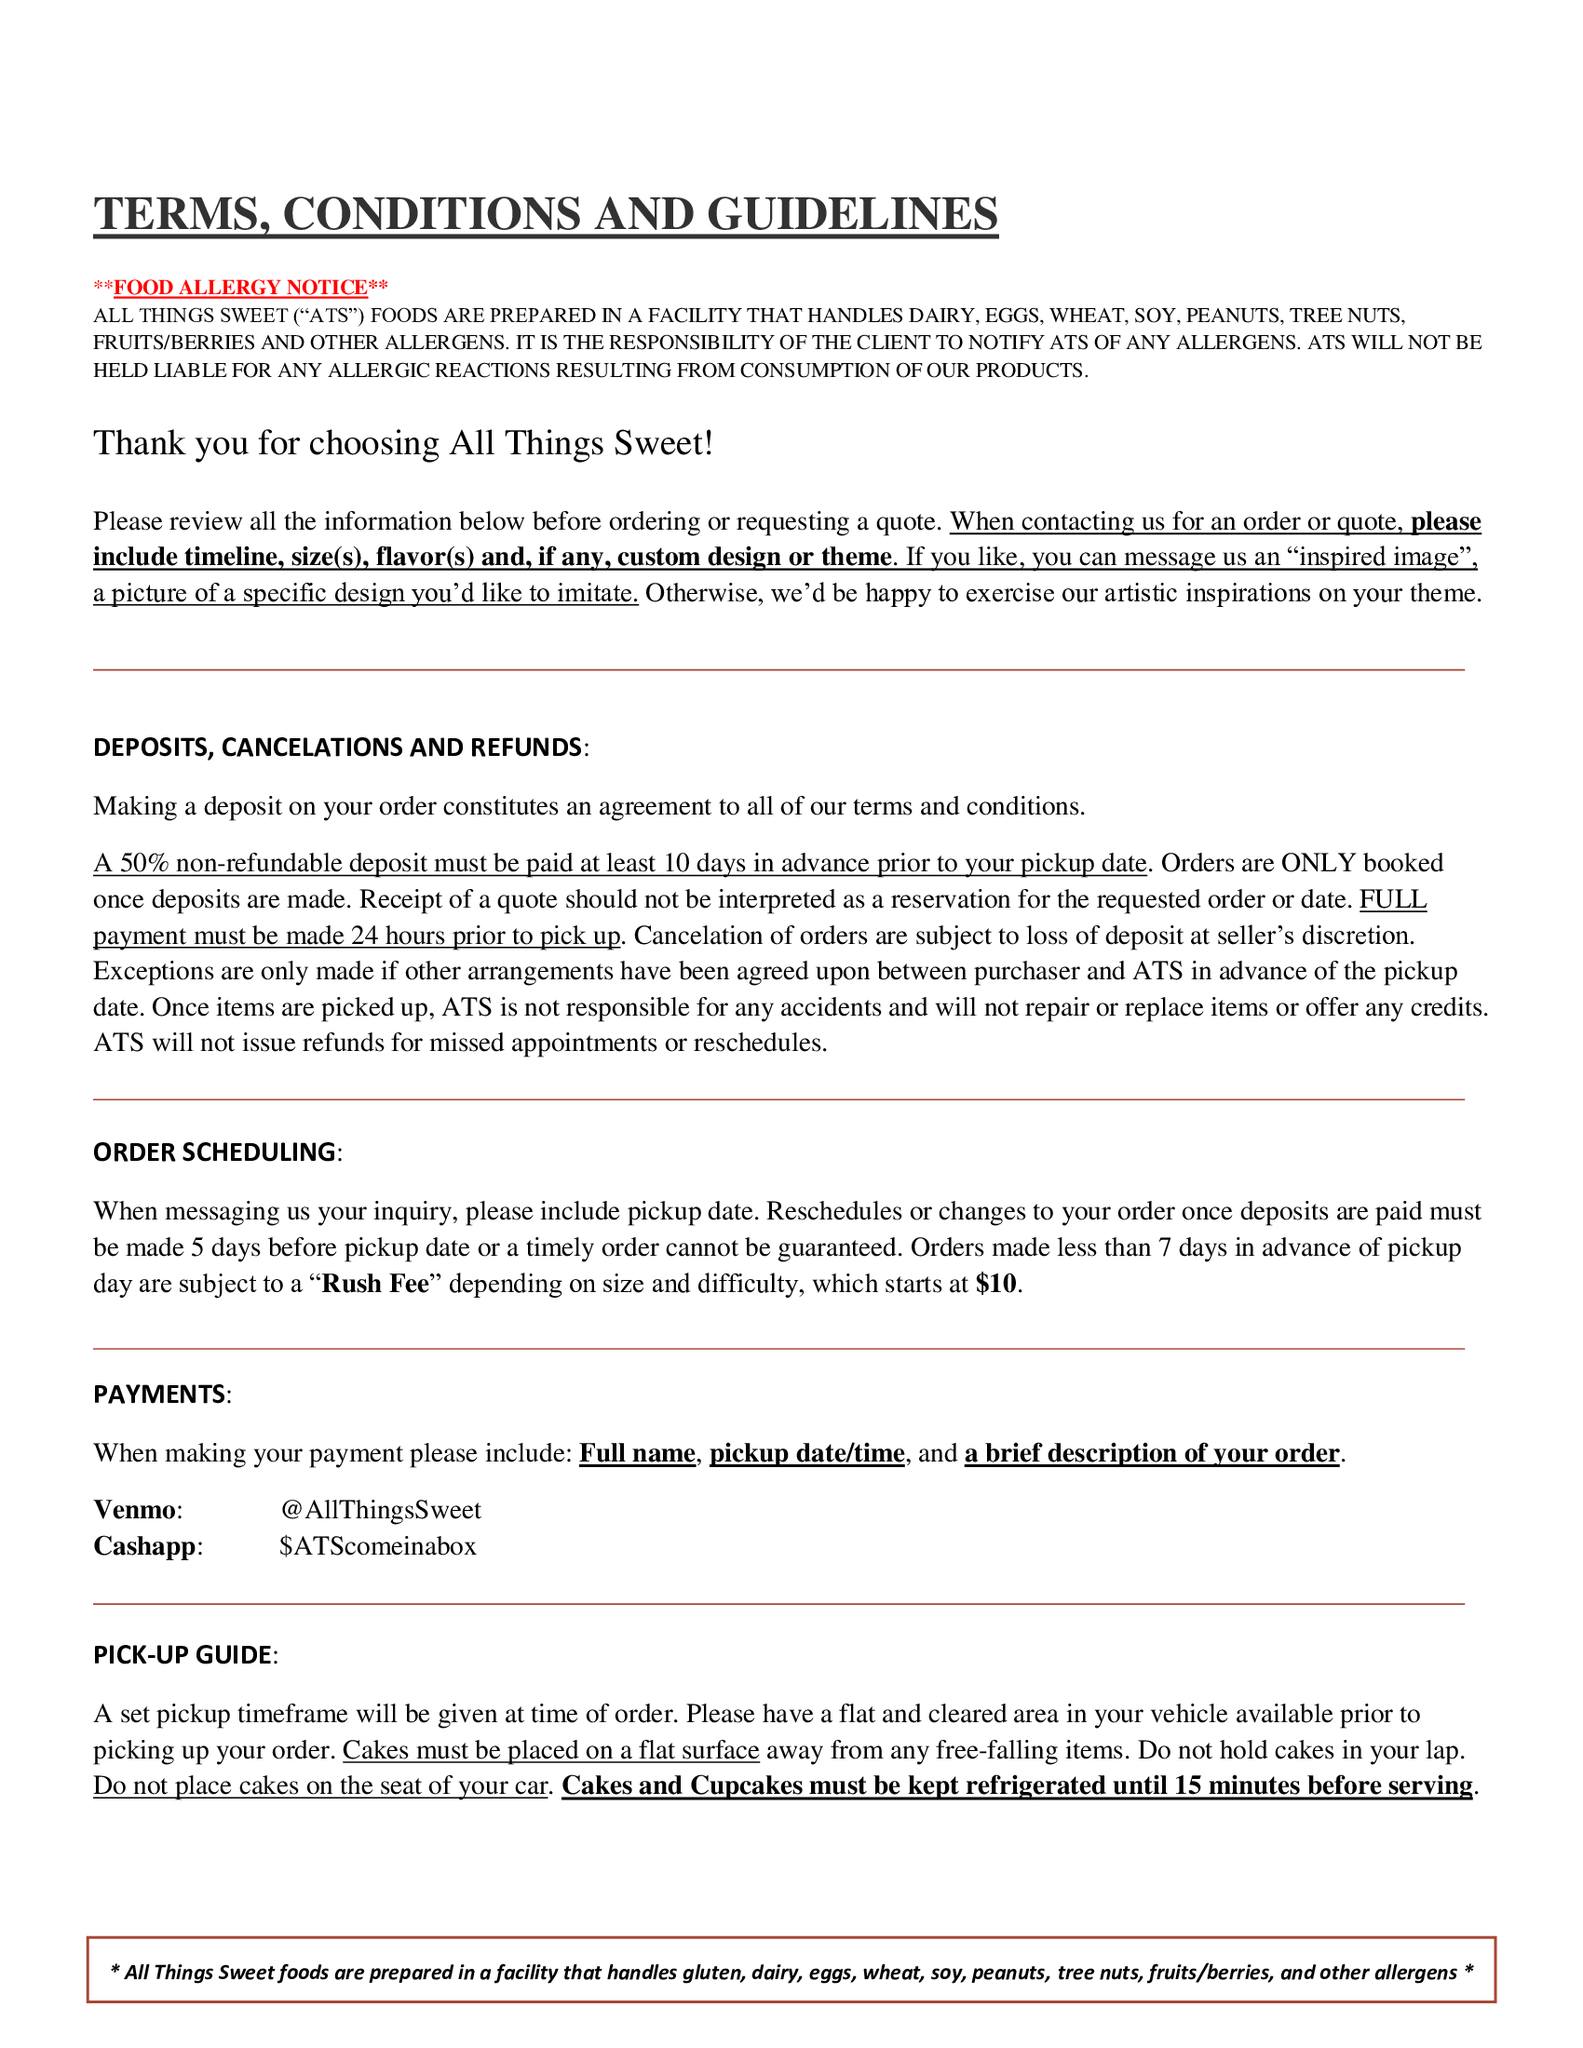 TERMS, CONDITIONS AND GUIDELINES
**FOOD ALLERGY NOTICE**
ALL THINGS SWEET (“ATS”) FOODS ARE PREPARED IN A FACILITY THAT HANDLES DAIRY, EGGS, WHEAT, SOY, PEANUTS, TREE NUTS,
FRUITS/BERRIES AND OTHER ALLERGENS. IT IS THE RESPONSIBILITY OF THE CLIENT TO NOTIFY ATS OF ANY ALLERGENS. ATS WILL NOT BE
HELD LIABLE FOR ANY ALLERGIC REACTIONS RESULTING FROM CONSUMPTION OF OUR PRODUCTS.
Thank you for choosing All Things Sweet!
Please review all the information below before ordering or requesting a quote. When contacting us for an order or quote, please
include timeline, size(s), flavor(s) and, if any, custom design or theme. If you like, you can message us an “inspired image”,
a picture of a specific design you’d like to imitate. Otherwise, we’d be happy to exercise our artistic inspirations on your theme.
DEPOSITS, CANCELATIONS AND REFUNDS:
Making a deposit on your order constitutes an agreement to all of our terms and conditions.
A 50% non-refundable deposit must be paid at least 10 days in advance prior to your pickup date. Orders are ONLY booked
once deposits are made. Receipt of a quote should not be interpreted as a reservation for the requested order or date. FULL
payment must be made 24 hours prior to pick up. Cancelation of orders are subject to loss of deposit at seller’s discretion.
Exceptions are only made if other arrangements have been agreed upon between purchaser and ATS in advance of the pickup
date. Once items are picked up, ATS is not responsible for any accidents and will not repair or replace items or offer any credits.
ATS will not issue refunds for missed appointments or reschedules.
ORDER SCHEDULING:
When messaging us your inquiry, please include pickup date. Reschedules or changes to your order once deposits are paid must
be made 5 days before pickup date or a timely order cannot be guaranteed. Orders made less than 7 days in advance of pickup
day are subject to a “Rush Fee” depending on size and difficulty, which starts at $10.
PAYMENTS:
When making your payment please include: Full name, pickup date/time, and a brief description of your order.
Venmo: @AllThingsSweet
Cashapp: $ATScomeinabox
PICK-UP GUIDE:
A set pickup timeframe will be given at time of order. Please have a flat and cleared area in your vehicle available prior to
picking up your order. Cakes must be placed on a flat surface away from any free-falling items. Do not hold cakes in your lap.
Do not place cakes on the seat of your car. Cakes and Cupcakes must be kept refrigerated until 15 minutes before serving.
* All Things Sweet foods are prepared in a facility that handles gluten, dairy, eggs, wheat, soy, peanuts, tree nuts, fruits/berries, and other allergens *